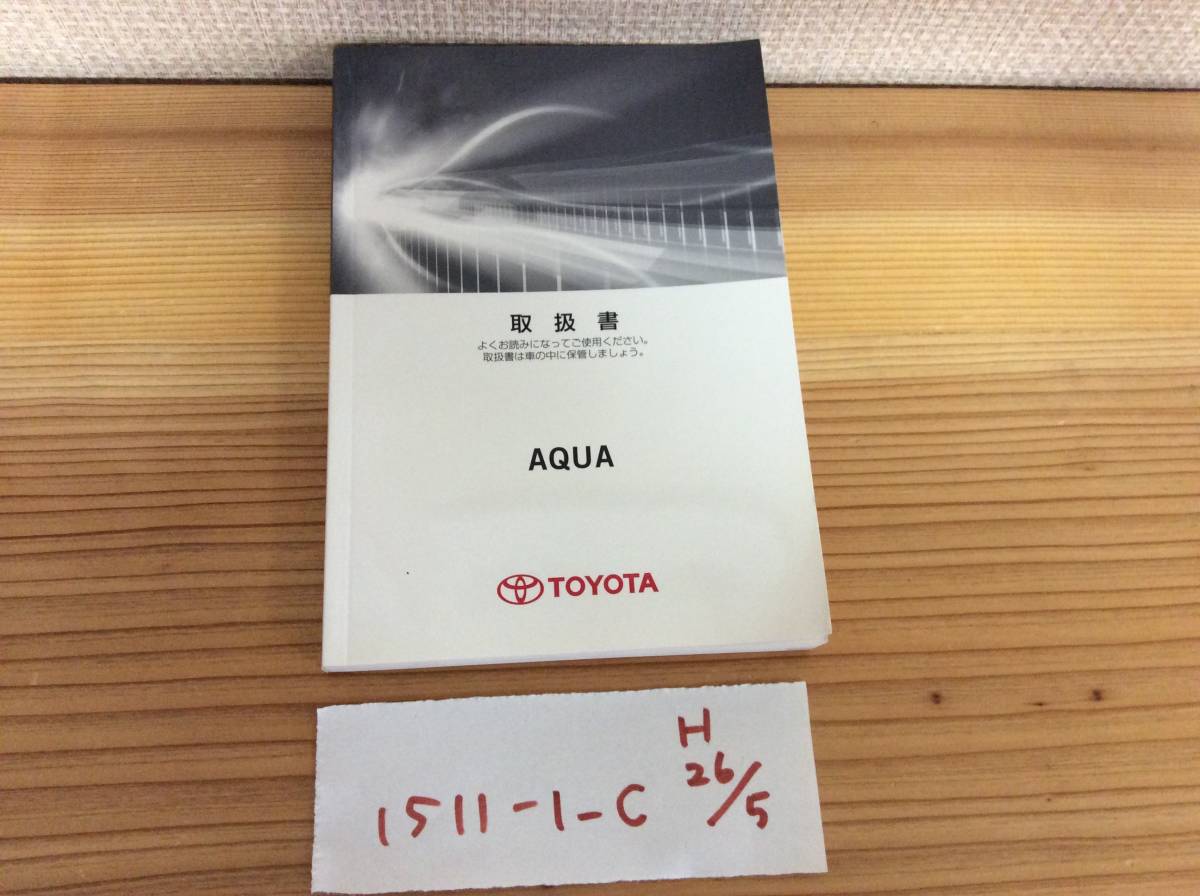 取扱書
よくお読みになってご使用ください。
取扱書は車の中に保管しましょう。
AQUA
TOYOTA
H
26/5
1511-1-C